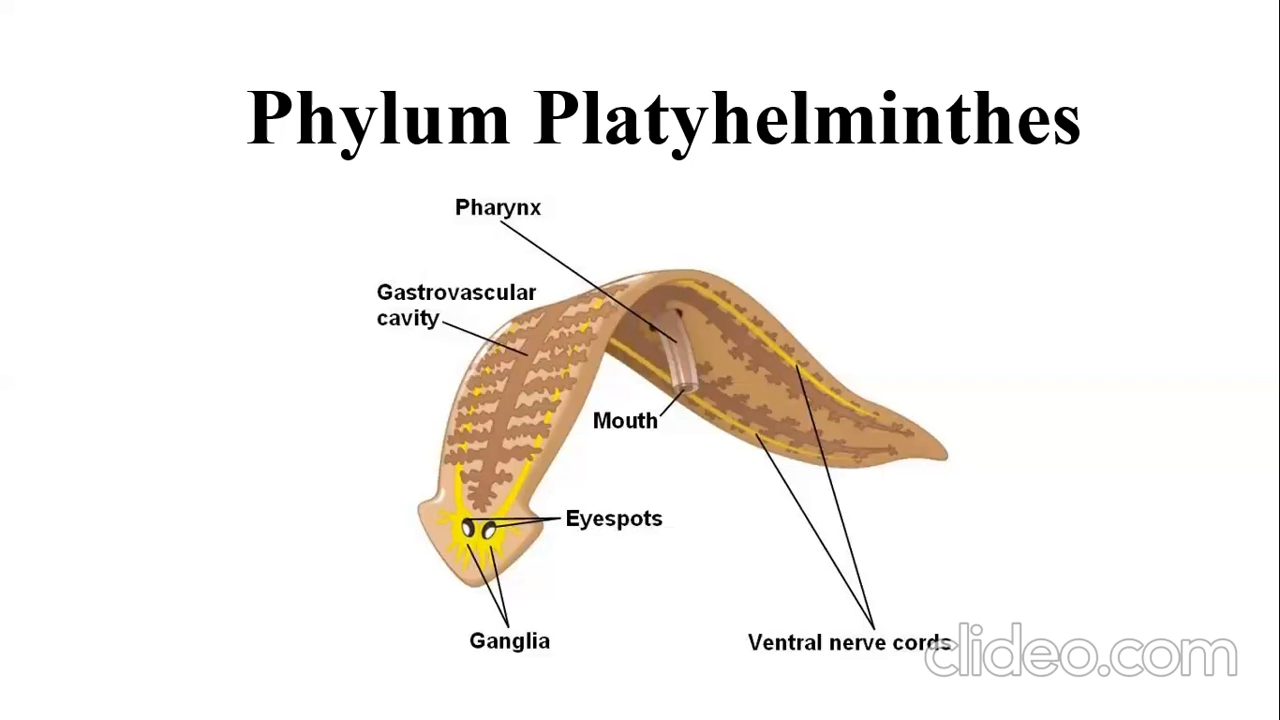 Phylum Platyhelminthes
Pharynx
Gastrovascular
cavity
Mouth
Eyespots
Ganglia
Ventral nerve cords
clideo.com